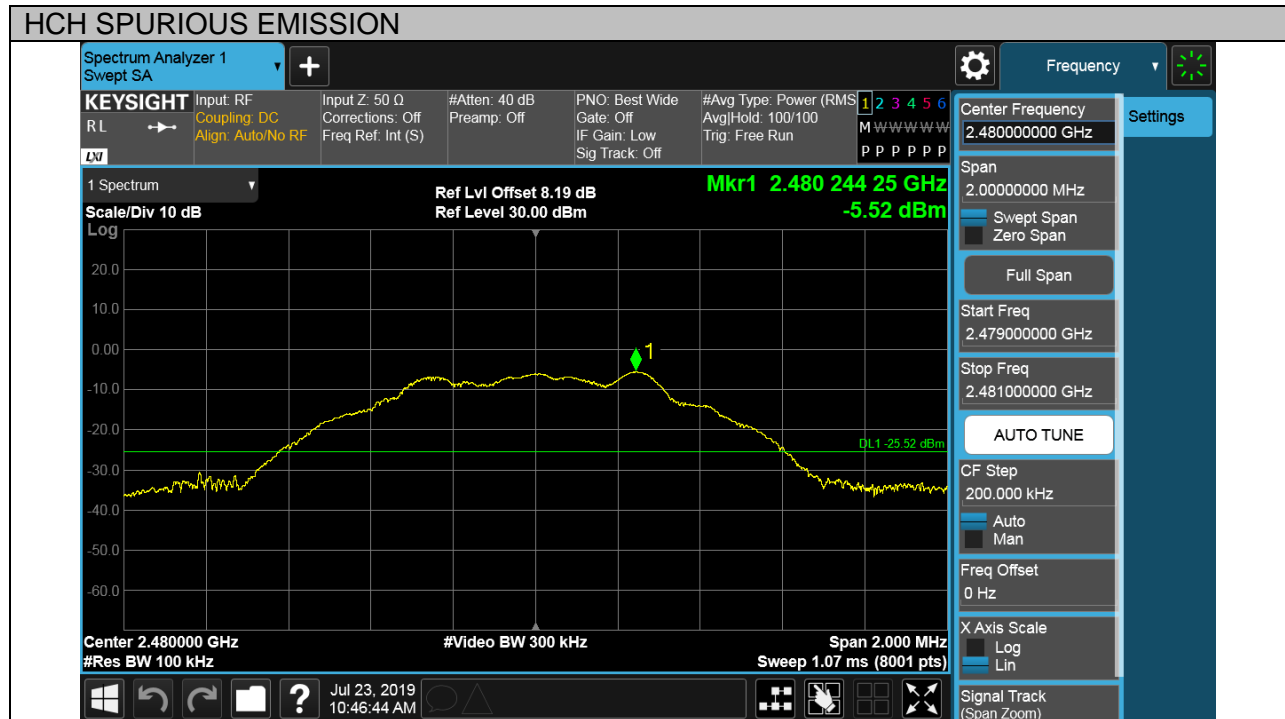 HCH SPURIOUS EMISSION
Spectrum Analyzer 1
Swept SA
Frequency
KEYSIGHT
RL
LXI
Input: RF
Coupling: DC
Align: Auto/No RF
Input Z: 50 Ω
Corrections: Off
Freq Ref: Int (S)
#Atten: 40 dB
Preamp: Off
PNO: Best Wide
Gate: Off
IF Gain: Low
Sig Track: Off
#Avg Type: Power (RMS
Avg|Hold: 100/100
Trig: Free Run
1 2 3 4 5 6
M W W W W W
P P P P P P
1 Spectrum
Scale/Div 10 dB
Ref Lvl Offset 8.19 dB
Ref Level 30.00 dBm
Mkr1 2.480 244 25 GHz
-5.52 dBm
Log
20.0
10.0
0.00
-10.0
-20.0
-30.0
-40.0
-50.0
-60.0
1
DL1 -25.52 dBm
Center 2.480000 GHz
#Res BW 100 kHz
#Video BW 300 kHz
Span 2.000 MHz
Sweep 1.07 ms (8001 pts)
?
Jul 23, 2019
10:46:44 AM
Center Frequency
2.480000000 GHz
Span
2.00000000 MHz
Swept Span
Zero Span
Full Span
Start Freq
2.479000000 GHz
Stop Freq
2.481000000 GHz
AUTO TUNE
CF Step
200.000 kHz
Auto
Man
Freq Offset
0 Hz
X Axis Scale
Log
Lin
Signal Track
(Span Zoom)
Settings